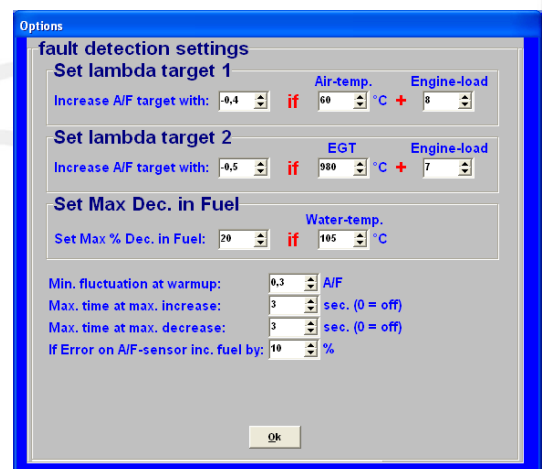 Options
fault detection settings
Set lambda target 1
Air-temp. Engine-load
Increase A/F target with: -0,4 if 60 °C + 8
Set lambda target 2
EGT Engine-load
Increase A/F target with: -0,5 if 980 °C + 7
Set Max Dec. in Fuel
Water-temp.
Set Max % Dec. in Fuel: 20 if 105 °C
Min. fluctuation at warmup: 0,3 A/F
Max. time at max. increase: 3 sec. (0 = off)
Max. time at max. decrease: 3 sec. (0 = off)
If Error on A/F-sensor inc. fuel by: 10 %
Ok